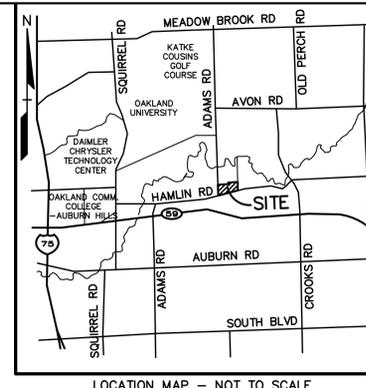 N
MEADOW BROOK RD
SQUIRREL RD
KATKE
COUSINS
GOLF
COURSE
ADAMS RD
OLD PERCH RD
OAKLAND
UNIVERSITY
AVON RD
DAIMLER
CHRYSLER
TECHNOLOGY
CENTER
OAKLAND COMM.
COLLEGE
-AUBURN HILLS
HAMLIN RD
SITE
59
75
SQUIRREL RD
ADAMS RD
AUBURN RD
CROOKS RD
SOUTH BLVD
LOCATION MAP - NOT TO SCALE